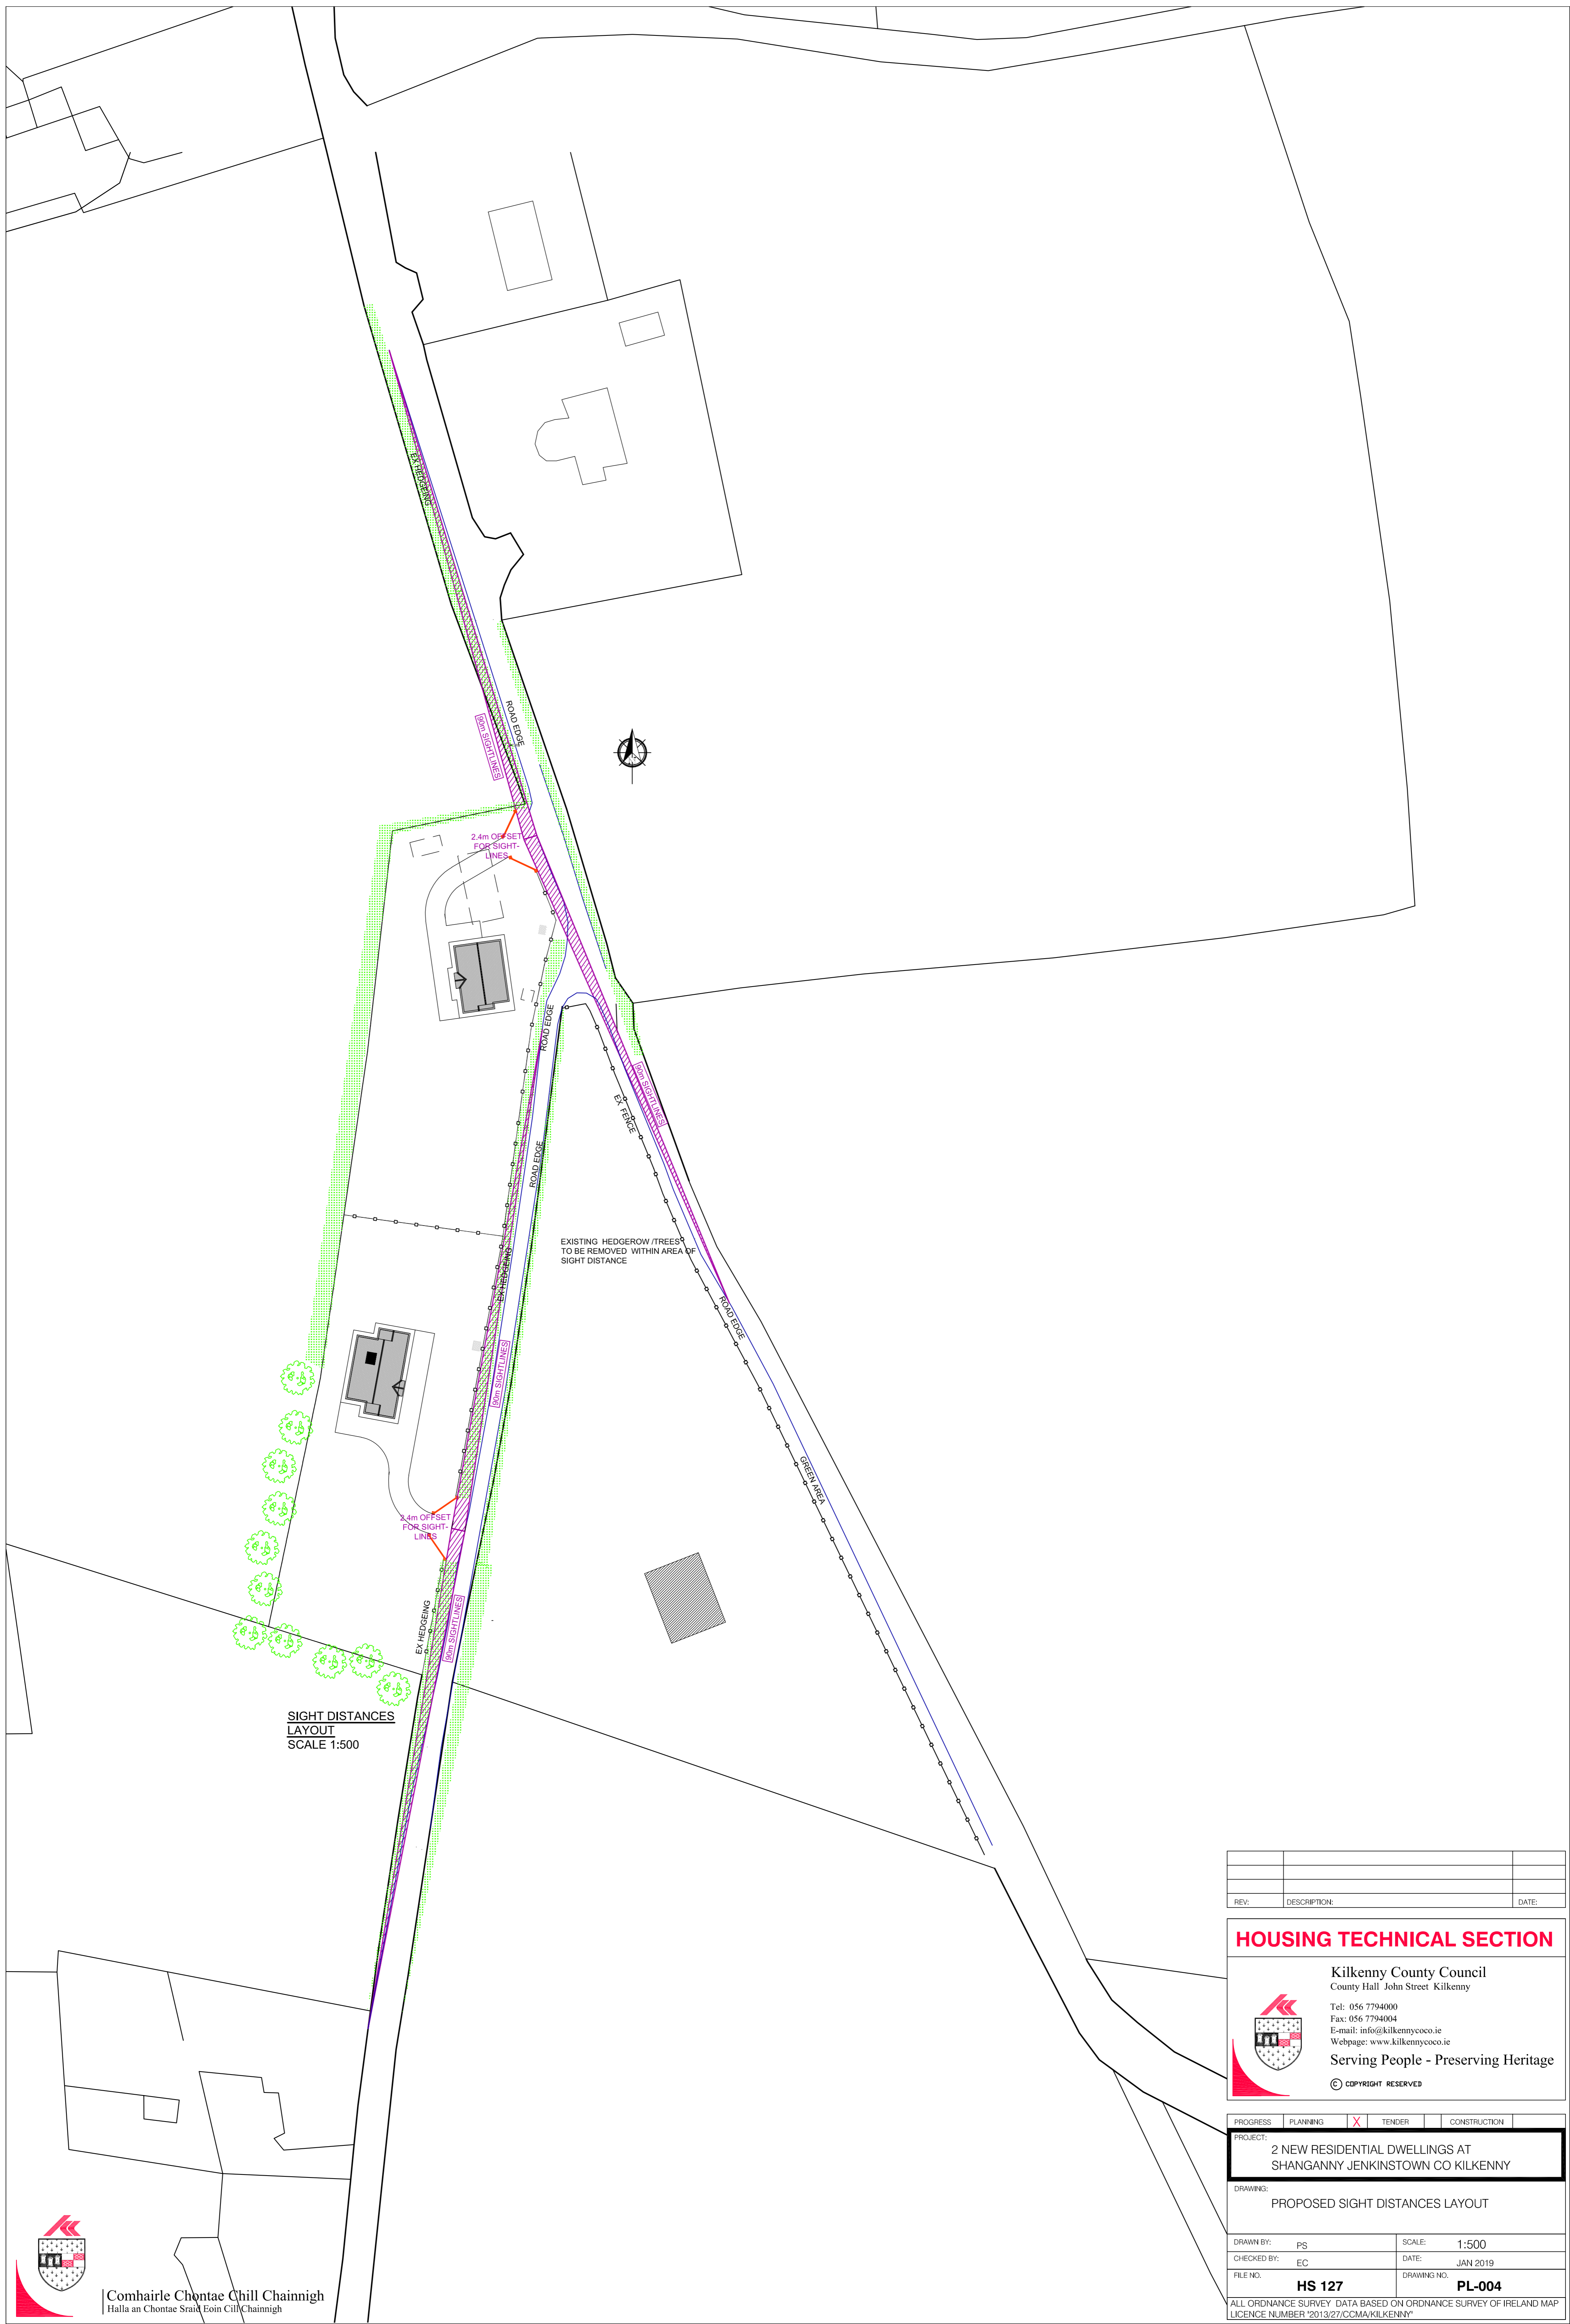 EX HEDGEING
ROAD EDGE
90m SIGHTLINES
2.4m OFFSET
FOR SIGHT-
LINES
ROAD EDGE
90m SIGHTLINES
EX FENCE
ROAD EDGE
EXISTING HEDGEROW /TREES
TO BE REMOVED WITHIN AREA OF
SIGHT DISTANCE
EX HEDGEING
ROAD EDGE
90m SIGHTLINES
GREEN AREA
2.4m OFFSET
FOR SIGHT-
LINES
EX HEDGEING
90m SIGHTLINES
SIGHT DISTANCES
LAYOUT
SCALE 1:500
REV: DESCRIPTION: DATE:
HOUSING TECHNICAL SECTION
Kilkenny County Council
County Hall John Street Kilkenny
Tel: 056 7794000
Fax: 056 7794004
E-mail: info@kilkennycoco.ie
Webpage: www.kilkennycoco.ie
Serving People - Preserving Heritage
© COPYRIGHT RESERVED
PROGRESS PLANNING X TENDER CONSTRUCTION
PROJECT:
2 NEW RESIDENTIAL DWELLINGS AT
SHANGANNY JENKINSTOWN CO KILKENNY
DRAWING:
PROPOSED SIGHT DISTANCES LAYOUT
DRAWN BY: PS SCALE: 1:500
CHECKED BY: EC DATE: JAN 2019
FILE NO. HS 127 DRAWING NO. PL-004
ALL ORDNANCE SURVEY DATA BASED ON ORDNANCE SURVEY OF IRELAND MAP
LICENCE NUMBER "2013/27/CCMA/KILKENNY"
Comhairle Chontae Chill Chainnigh
Halla an Chontae Sraid Eoin Cill Chainnigh